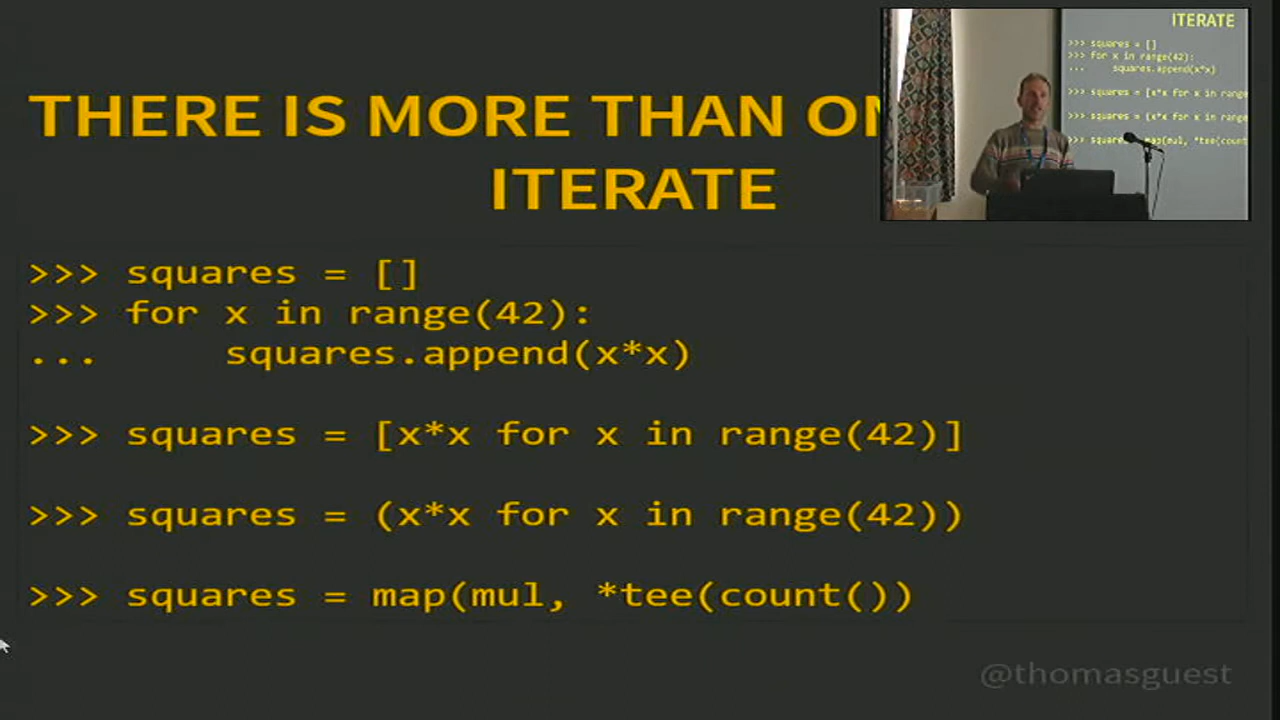 THERE IS MORE THAN
ITERATE
>>> squares = []
>>> for x in range(42):
...     squares.append(x*x)
>>> squares = [x*x for x in range(42)]
>>> squares = (x*x for x in range(42))
>>> squares = map(mul, *tee(count())
@thomasguest
ITERATE
>>> squares = []
>>> for x in range(42):
...     squares.append(x*x)
>>> squares = [x*x for x in range
>>> squares = (x*x for x in range
>>> squares map(mul, *tee(count